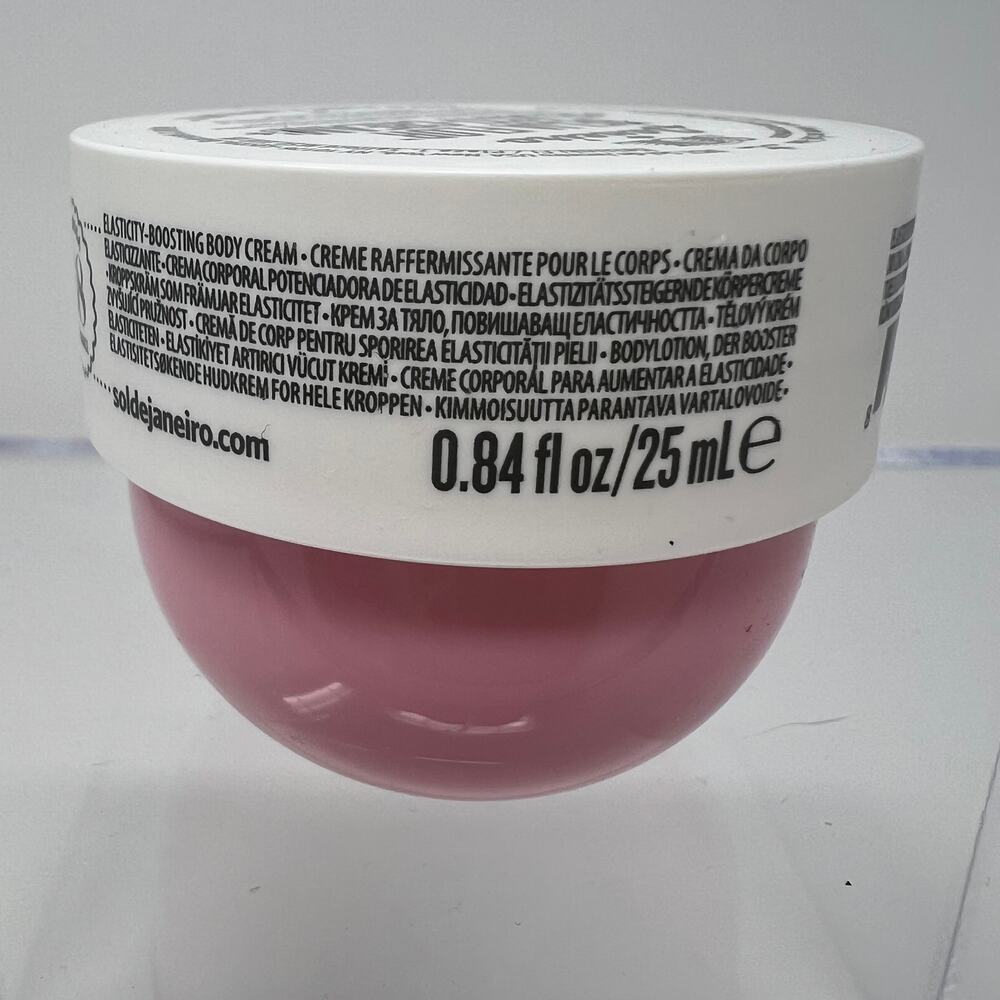 ELASTICITY-BOOSTING BODY CREAM • CREME RAFFERMISSANTE POUR LE CORPS • CREMA DA CORPO
ELASTICIZZANTE • CREMA CORPORAL POTENCIADORA DE ELASTICIDAD • ELASTIZITÄTSSTEIGERNDE KÖRPERCREME
• KROPPSKRÄM SOM FRÄMJAR ELASTICITET • КРЕМ ЗА ТЯЛО, ПОВИШАВАЩ ЕЛАСТИЧНОСТТА • TĚLOVÝ KRÉM
ZVYŠUJÍCÍ PRUŽNOST • CREMĂ DE CORP PENTRU SPORIREA ELASTICITĂȚII PIELII • BODYLOTION, DER BOOSTER
ELASTICITETEN • ELASTİKİYET ARTIRICI VÜCUT KREMİ • CREME CORPORAL PARA AUMENTAR A ELASTICIDADE •
ELASTISITETSØKENDE HUDKREM FOR HELE KROPPEN • KIMMOISUUTTA PARANTAVA VARTALOVOIDE •
soldejaneiro.com
0.84 fl oz/25 mL e